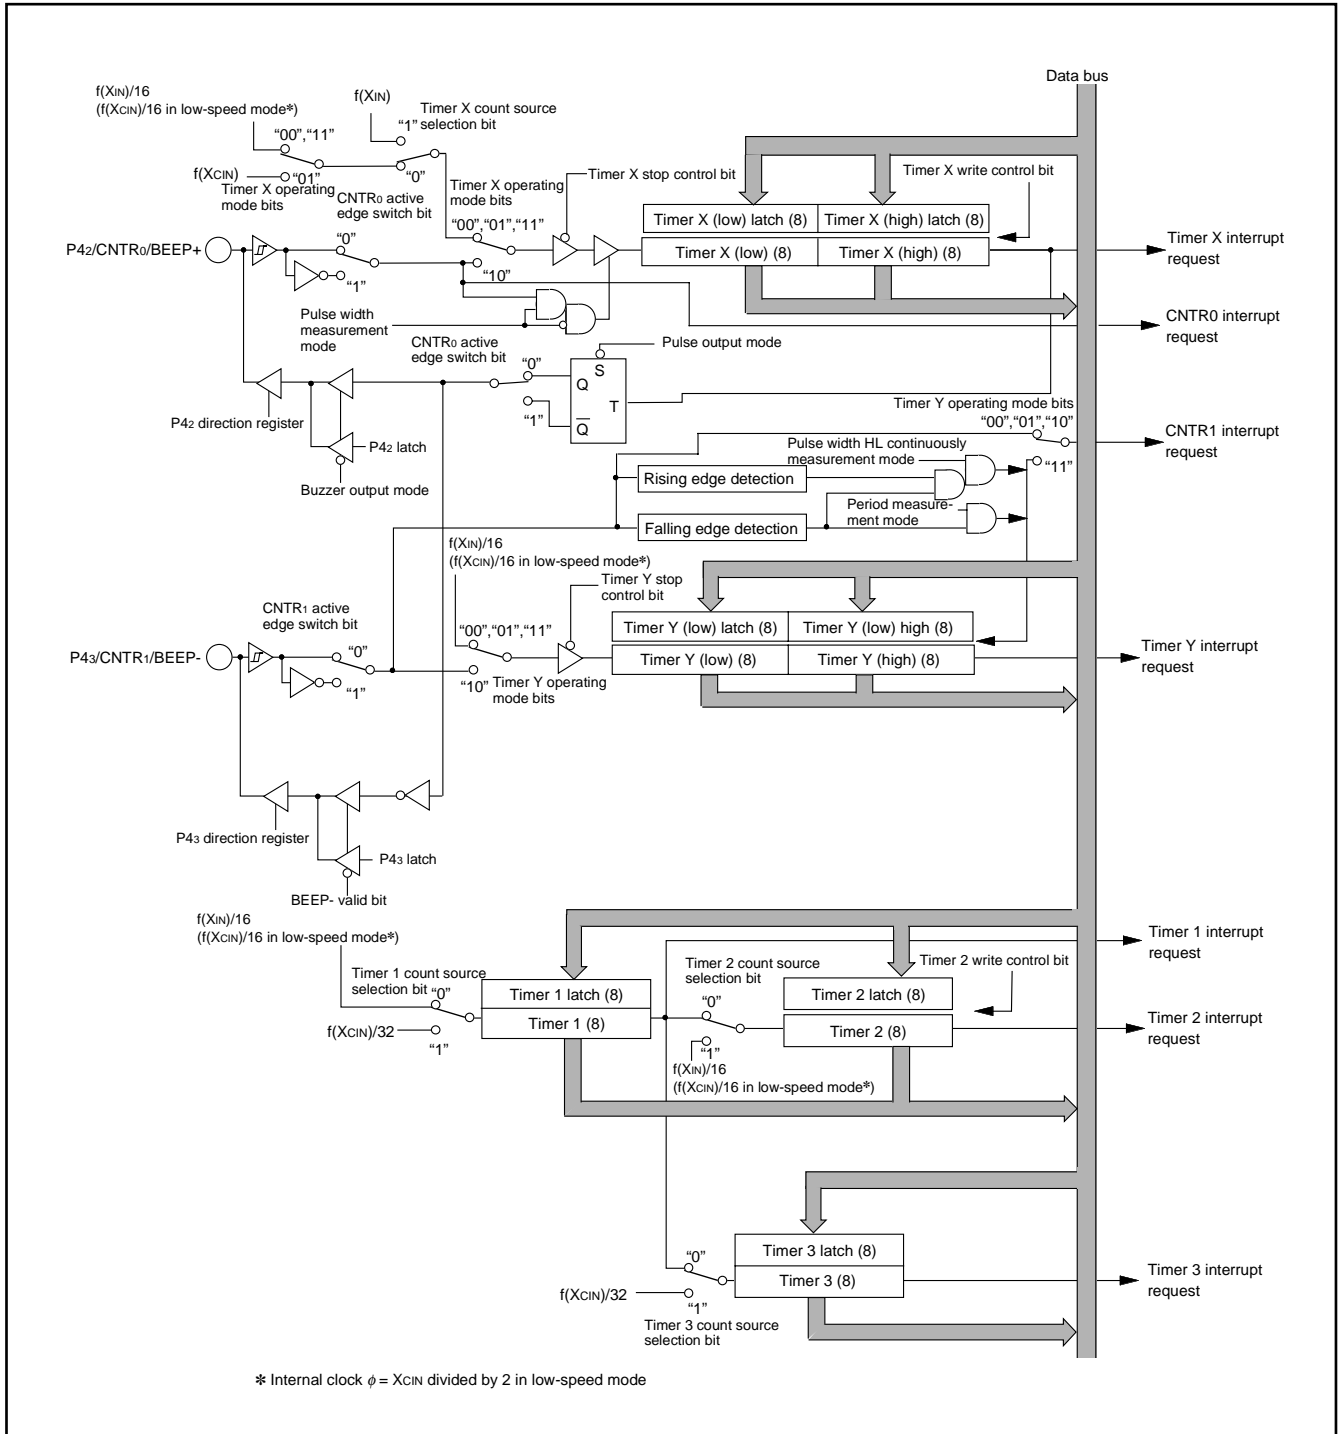 Data bus
f(XIN)/16
(f(XCIN)/16 in low-speed mode*)
f(XIN)
Timer X count source
selection bit
"1"
"00","11"
f(XCIN)
"01"
"0"
Timer X operating
mode bits
CNTR0 active
edge switch bit
Timer X operating
mode bits
Timer X stop control bit
Timer X write control bit
"00","01","11"
Timer X (low) latch (8)
Timer X (high) latch (8)
P42/CNTR0/BEEP+
"0"
Timer X (low) (8)
Timer X (high) (8)
Timer X interrupt
request
"1"
"10"
Pulse width
measurement
mode
CNTR0 interrupt
request
CNTR0 active
edge switch bit
Pulse output mode
"0"
S
Q
T
"1"
Q
P42 direction register
P42 latch
Buzzer output mode
Timer Y operating mode bits
"00","01","10"
CNTR1 interrupt
request
Pulse width HL continuously
measurement mode
"11"
Rising edge detection
Period measure-
ment mode
Falling edge detection
f(XIN)/16
(f(XCIN)/16 in low-speed mode*)
Timer Y stop
control bit
CNTR1 active
edge switch bit
"00","01","11"
Timer Y (low) latch (8)
Timer Y (low) high (8)
P43/CNTR1/BEEP-
"0"
Timer Y (low) (8)
Timer Y (high) (8)
Timer Y interrupt
request
"1"
"10"
Timer Y operating
mode bits
P43 direction register
P43 latch
BEEP- valid bit
f(XIN)/16
(f(XCIN)/16 in low-speed mode*)
Timer 1 interrupt
request
Timer 1 count source
selection bit
"0"
Timer 2 count source
selection bit
Timer 2 write control bit
Timer 1 latch (8)
"0"
Timer 2 latch (8)
f(XCIN)/32
Timer 1 (8)
Timer 2 (8)
Timer 2 interrupt
request
"1"
"1"
f(XIN)/16
(f(XCIN)/16 in low-speed mode*)
"0"
Timer 3 latch (8)
Timer 3 (8)
Timer 3 interrupt
request
f(XCIN)/32
"1"
Timer 3 count source
selection bit
* Internal clock ϕ = XCIN divided by 2 in low-speed mode